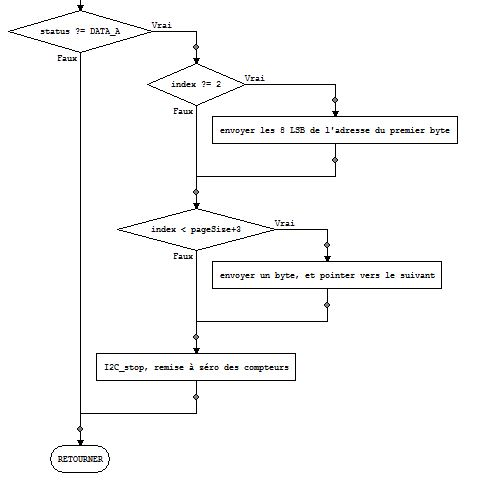 status ?= DATA_A
Vrai
Faux
index ?= 2
Vrai
Faux
envoyer les 8 LSB de l'adresse du premier byte
index < pageSize+3
Vrai
Faux
envoyer un byte, et pointer vers le suivant
I2C_stop, remise à zéro des compteurs
RETOURNER